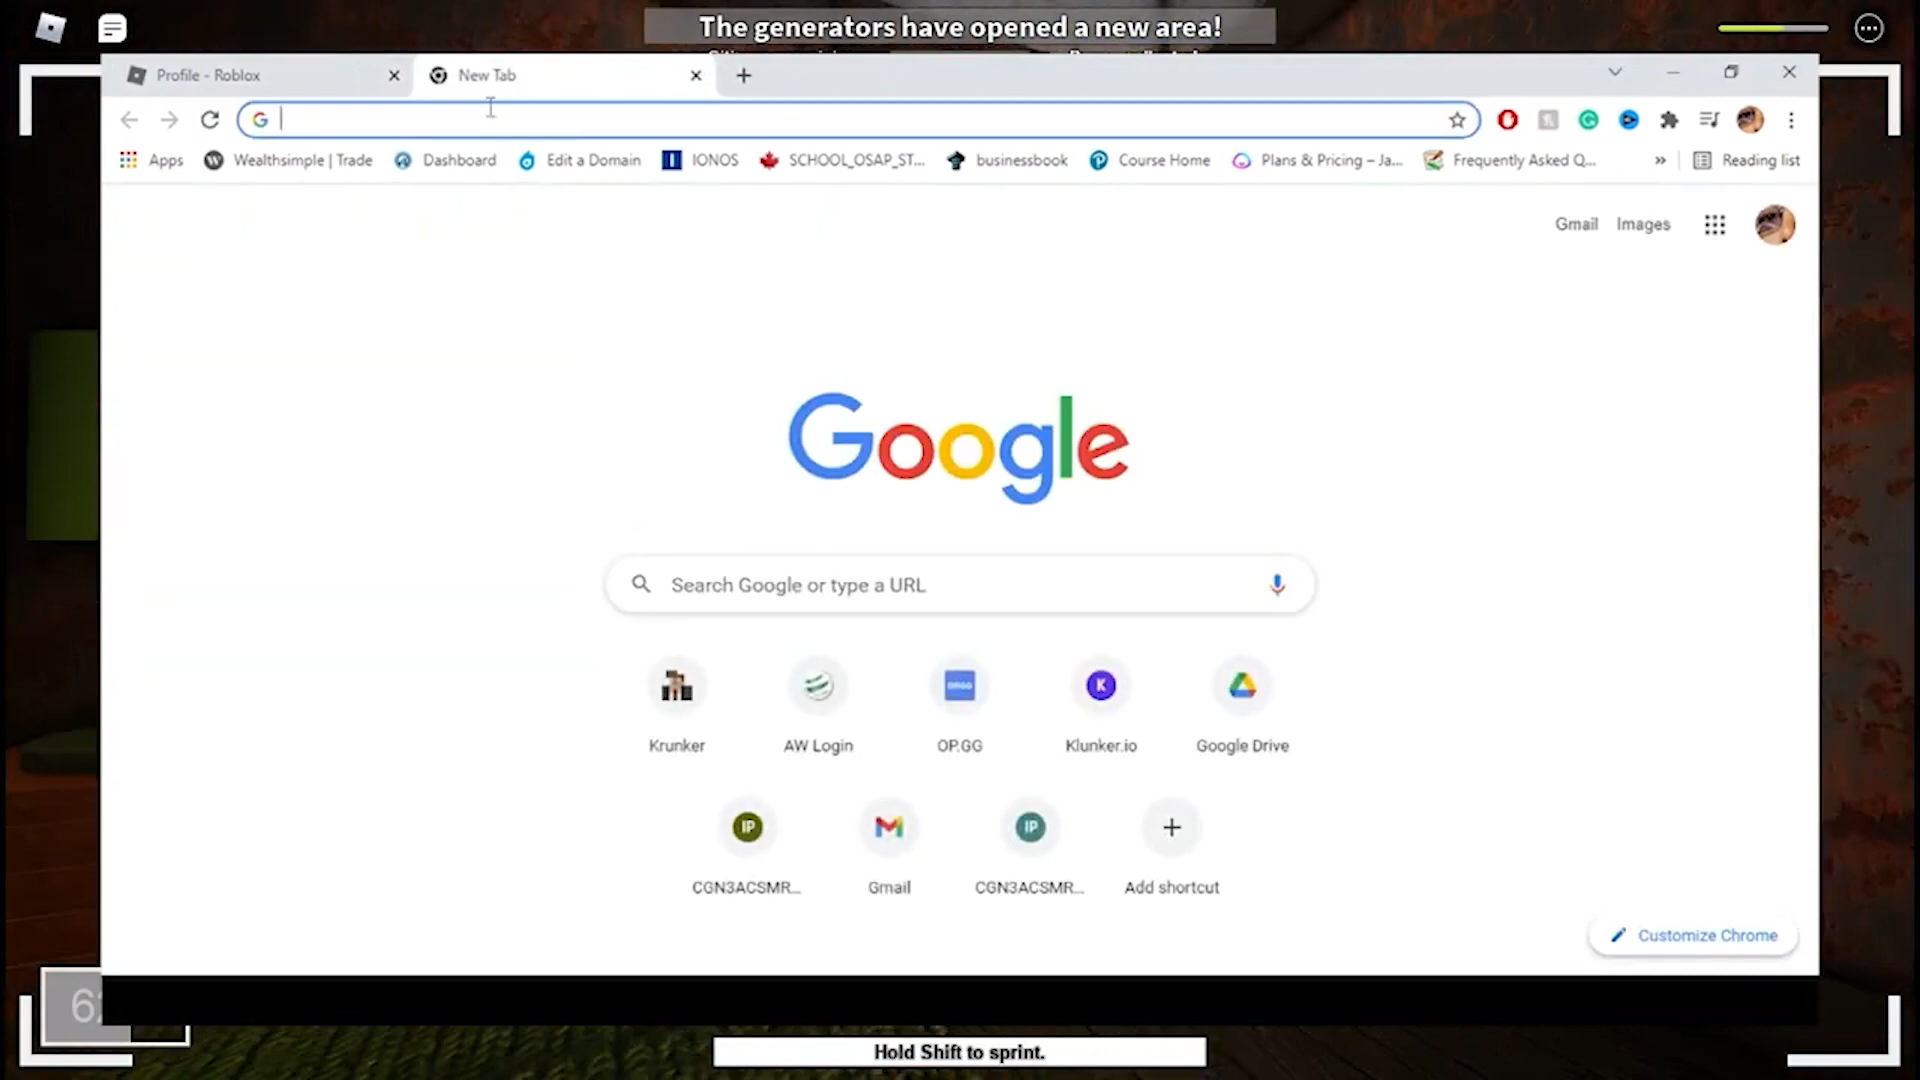 The generators have opened a new area!
Profile - Roblox
New Tab
Apps
Wealthsimple | Trade
Dashboard
Edit a Domain
IONOS
SCHOOL_OSAP_ST...
businessbook
Course Home
Plans & Pricing – Ja...
Frequently Asked Q...
Reading list
Gmail
Images
Google
Search Google or type a URL
Krunker
AW Login
OP.GG
Klunker.io
Google Drive
CGN3ACSMR...
Gmail
CGN3ACSMR...
Add shortcut
Customize Chrome
Hold Shift to sprint.